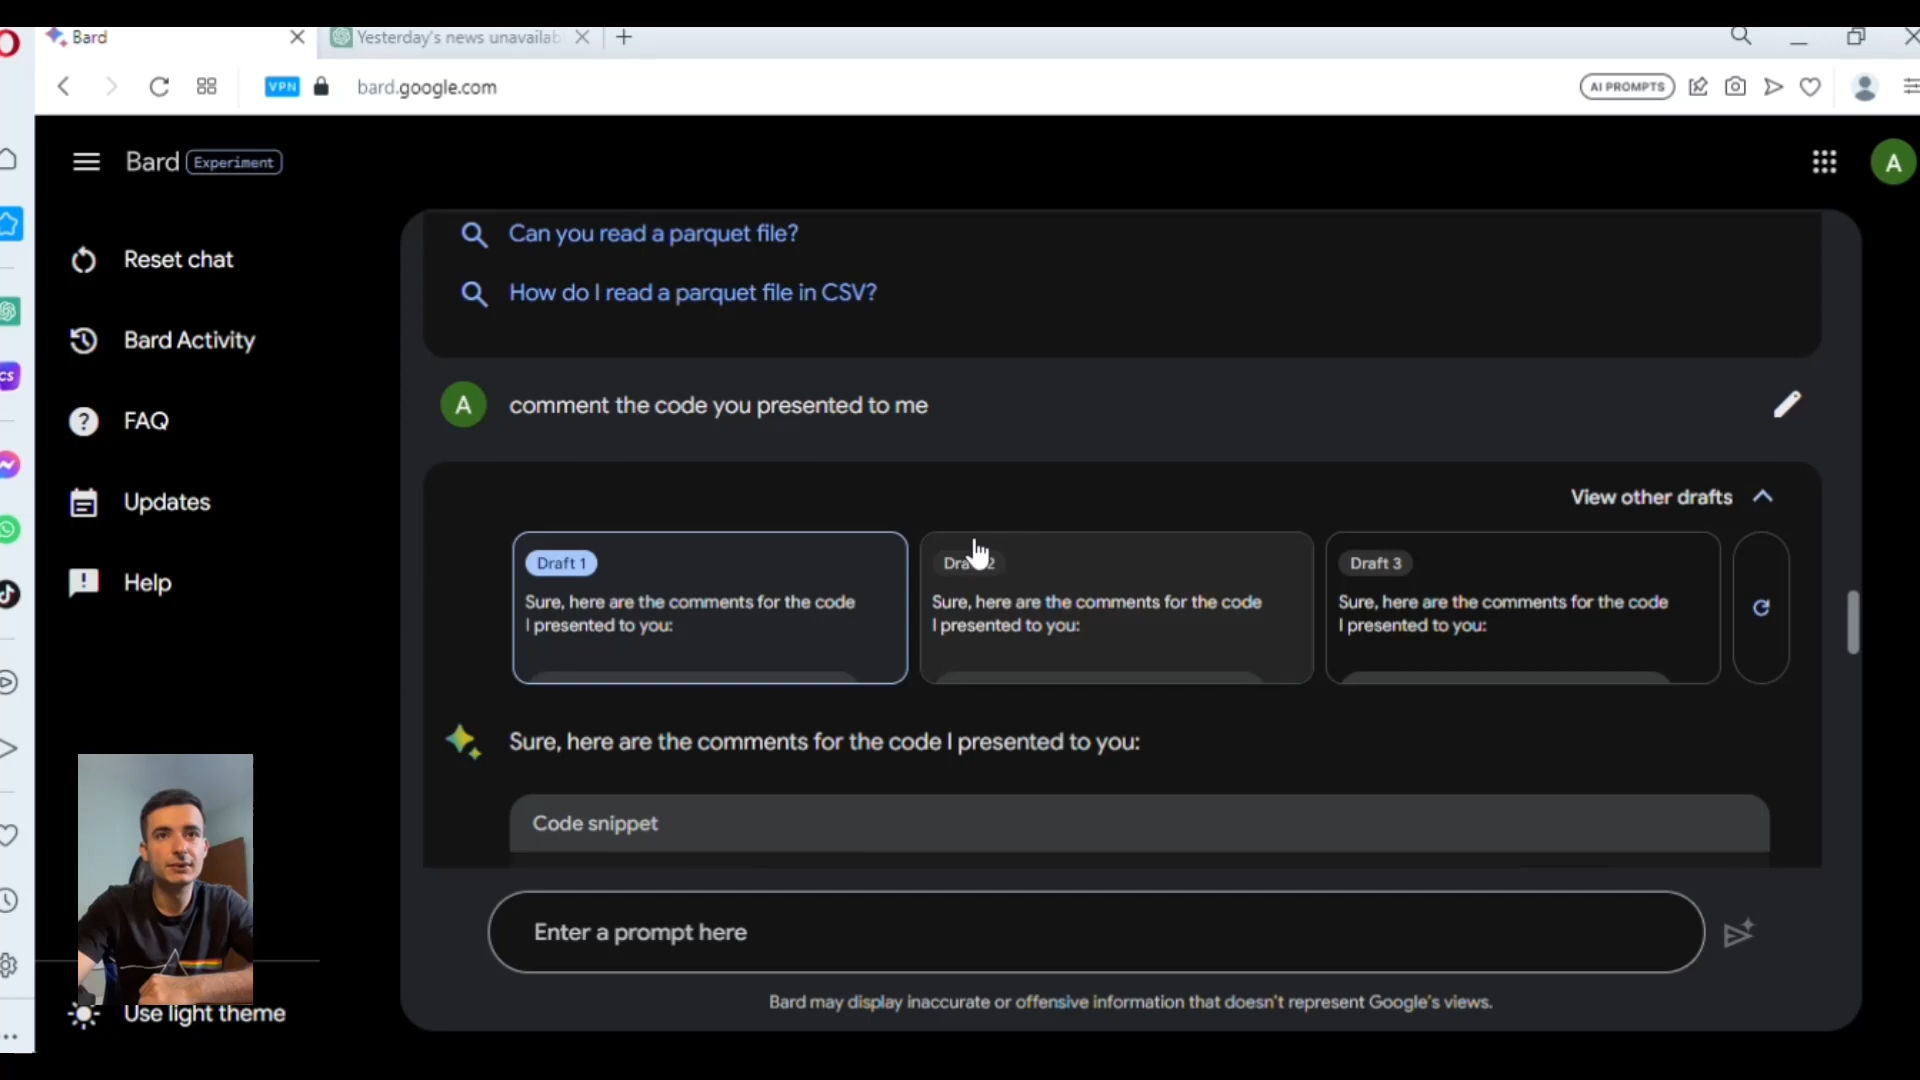 Bard
Yesterday's news unavailab
VPN
bard.google.com
AI PROMPTS
Bard Experiment
A
Reset chat
Bard Activity
FAQ
Updates
Help
Use light theme
Can you read a parquet file?
How do I read a parquet file in CSV?
A
comment the code you presented to me
View other drafts
Draft 1
Sure, here are the comments for the code
I presented to you:
Sure, here are the comments for the code
I presented to you:
Draft 3
Sure, here are the comments for the code
I presented to you:
Sure, here are the comments for the code I presented to you:
Code snippet
Enter a prompt here
Bard may display inaccurate or offensive information that doesn't represent Google's views.
CS